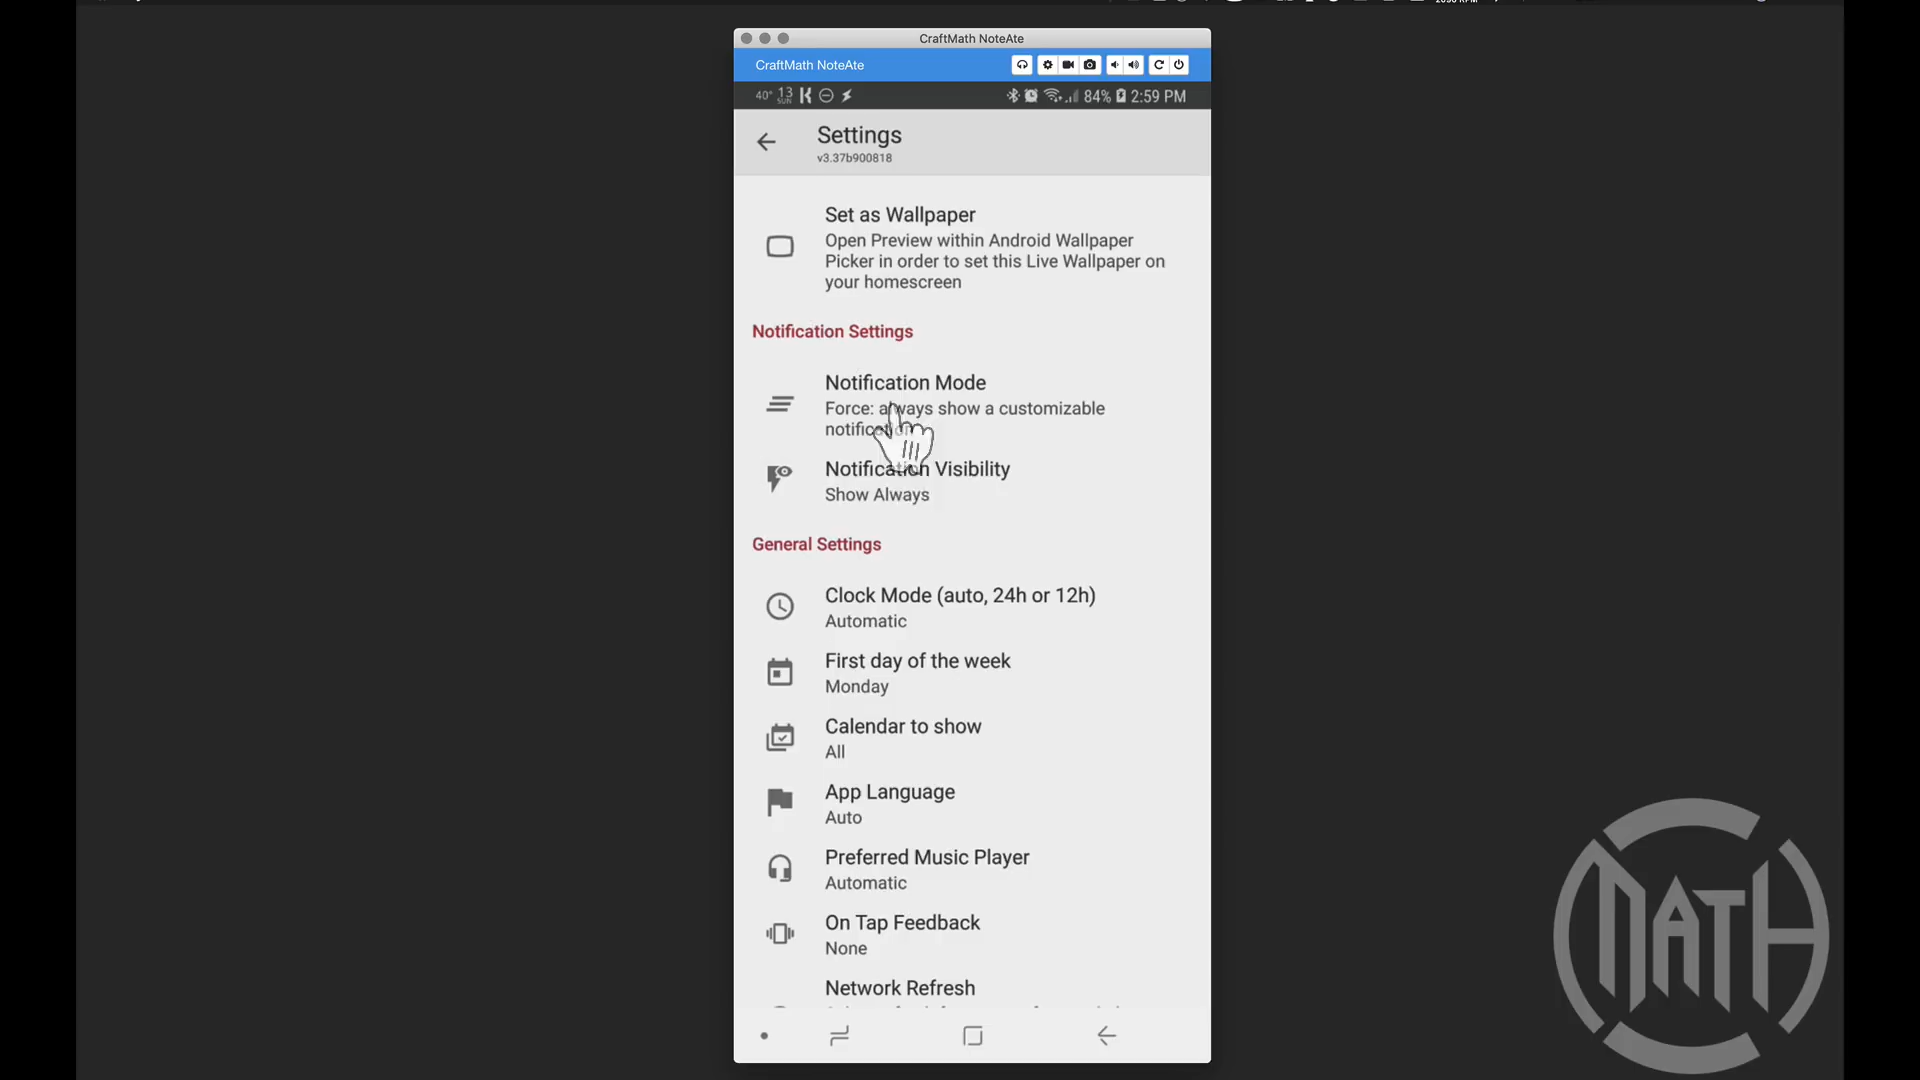 CraftMath NoteAte
CraftMath NoteAte
40° 13 SUN 84% 2:59 PM
Settings
v3.37b900818
Set as Wallpaper
Open Preview within Android Wallpaper
Picker in order to set this Live Wallpaper on
your homescreen
Notification Settings
Notification Mode
Force: always show a customizable
notification
Notification Visibility
Show Always
General Settings
Clock Mode (auto, 24h or 12h)
Automatic
First day of the week
Monday
Calendar to show
All
App Language
Auto
Preferred Music Player
Automatic
On Tap Feedback
None
Network Refresh
MATH